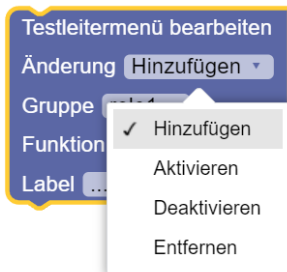 Testleitermenü bearbeiten
Änderung Hinzufügen
Gruppe
Funktion
Label ...
✓ Hinzufügen
Aktivieren
Deaktivieren
Entfernen